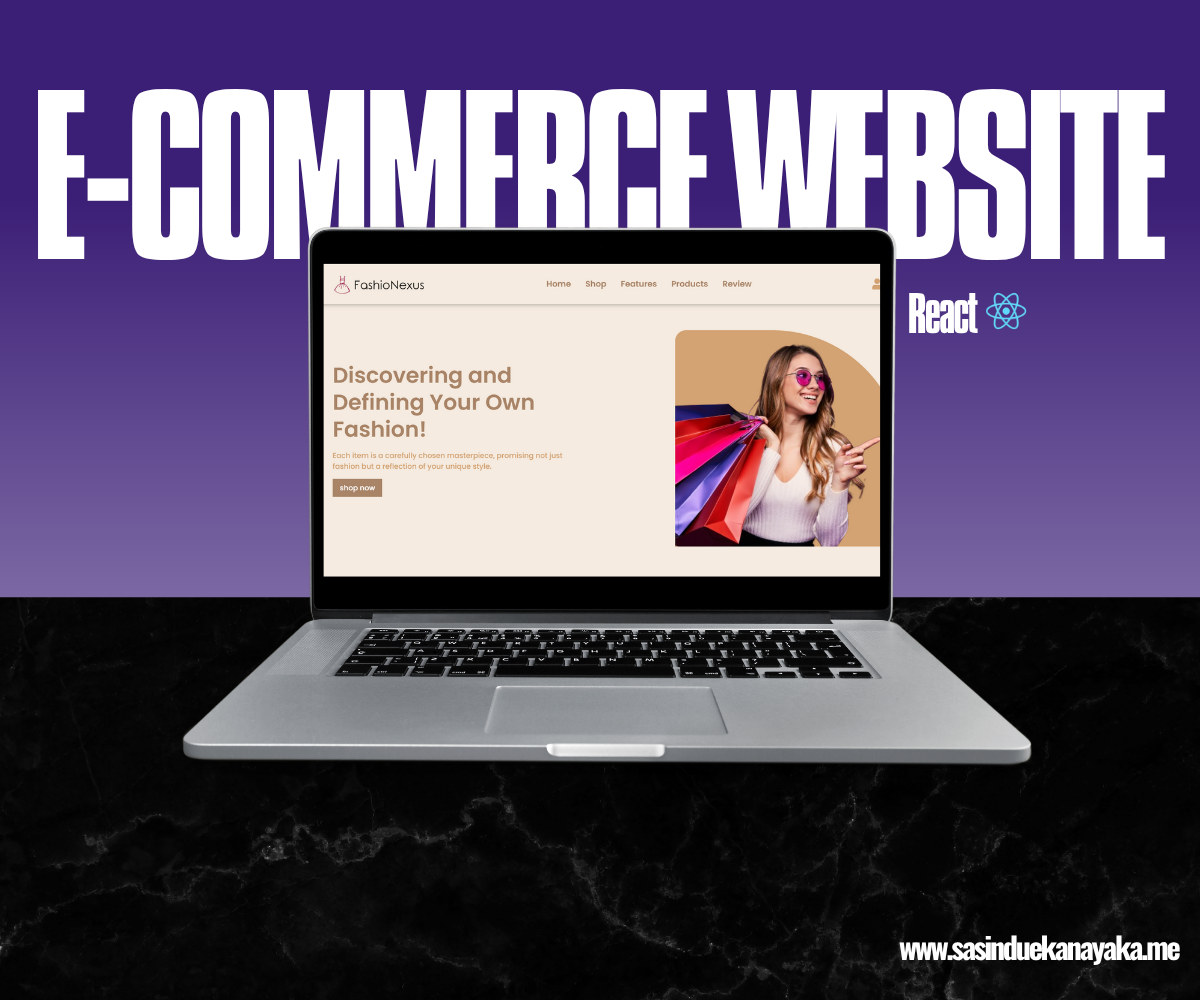 E-COMMERCE WEBSITE
React
FashioNexus
Home Shop Features Products Review
Discovering and
Defining Your Own
Fashion!
Each item is a carefully chosen masterpiece, promising not just
fashion but a reflection of your unique style.
shop now
www.sasinduekanayaka.me